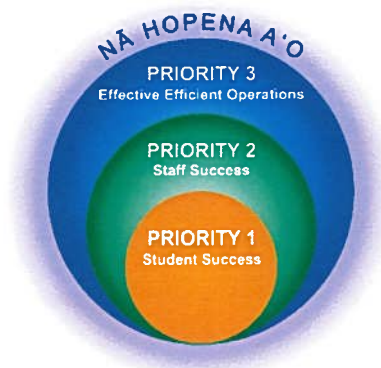 NĀ HOPENA A‘O
PRIORITY 3
Effective Efficient Operations
PRIORITY 2
Staff Success
PRIORITY 1
Student Success